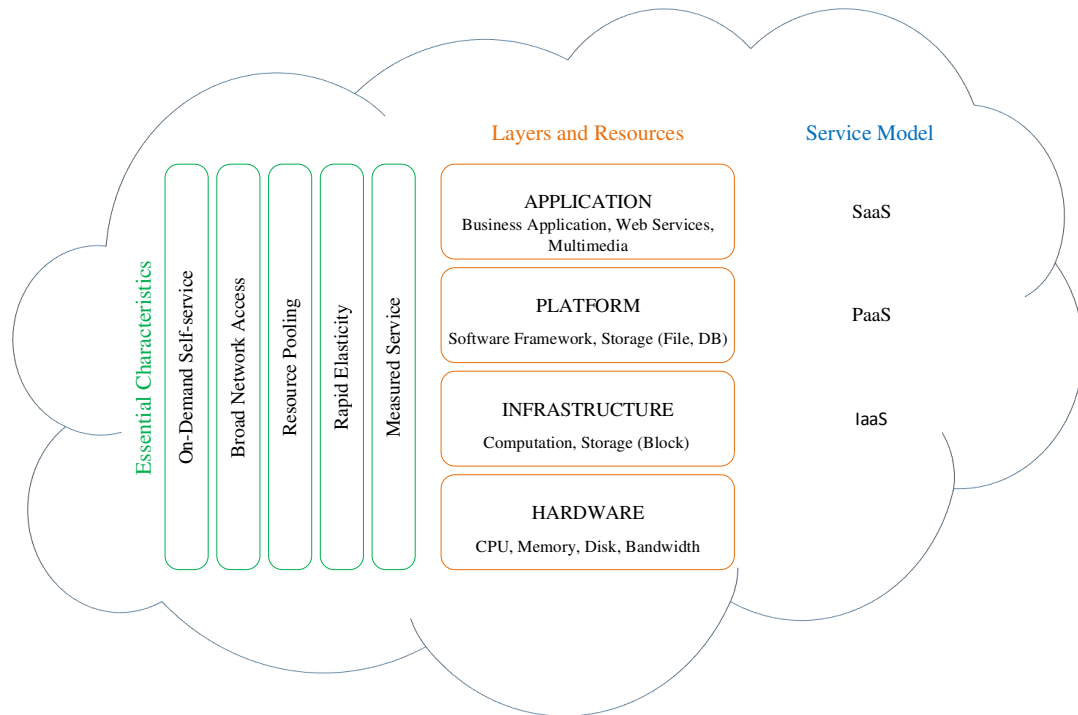 Layers and Resources
Service Model
Essential Characteristics
On-Demand Self-service
Broad Network Access
Resource Pooling
Rapid Elasticity
Measured Service
APPLICATION
Business Application, Web Services,
Multimedia
SaaS
PLATFORM
Software Framework, Storage (File, DB)
PaaS
INFRASTRUCTURE
Computation, Storage (Block)
IaaS
HARDWARE
CPU, Memory, Disk, Bandwidth